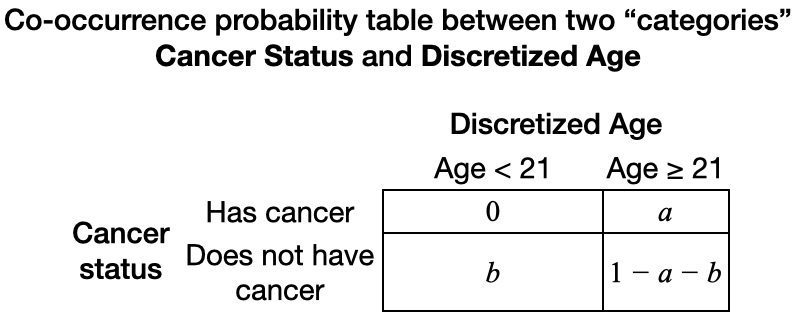 Co-occurrence probability table between two “categories”
Cancer Status and Discretized Age
Discretized Age
Age < 21 Age ≥ 21
Cancer status
Has cancer 0 a
Does not have cancer b 1 − a − b